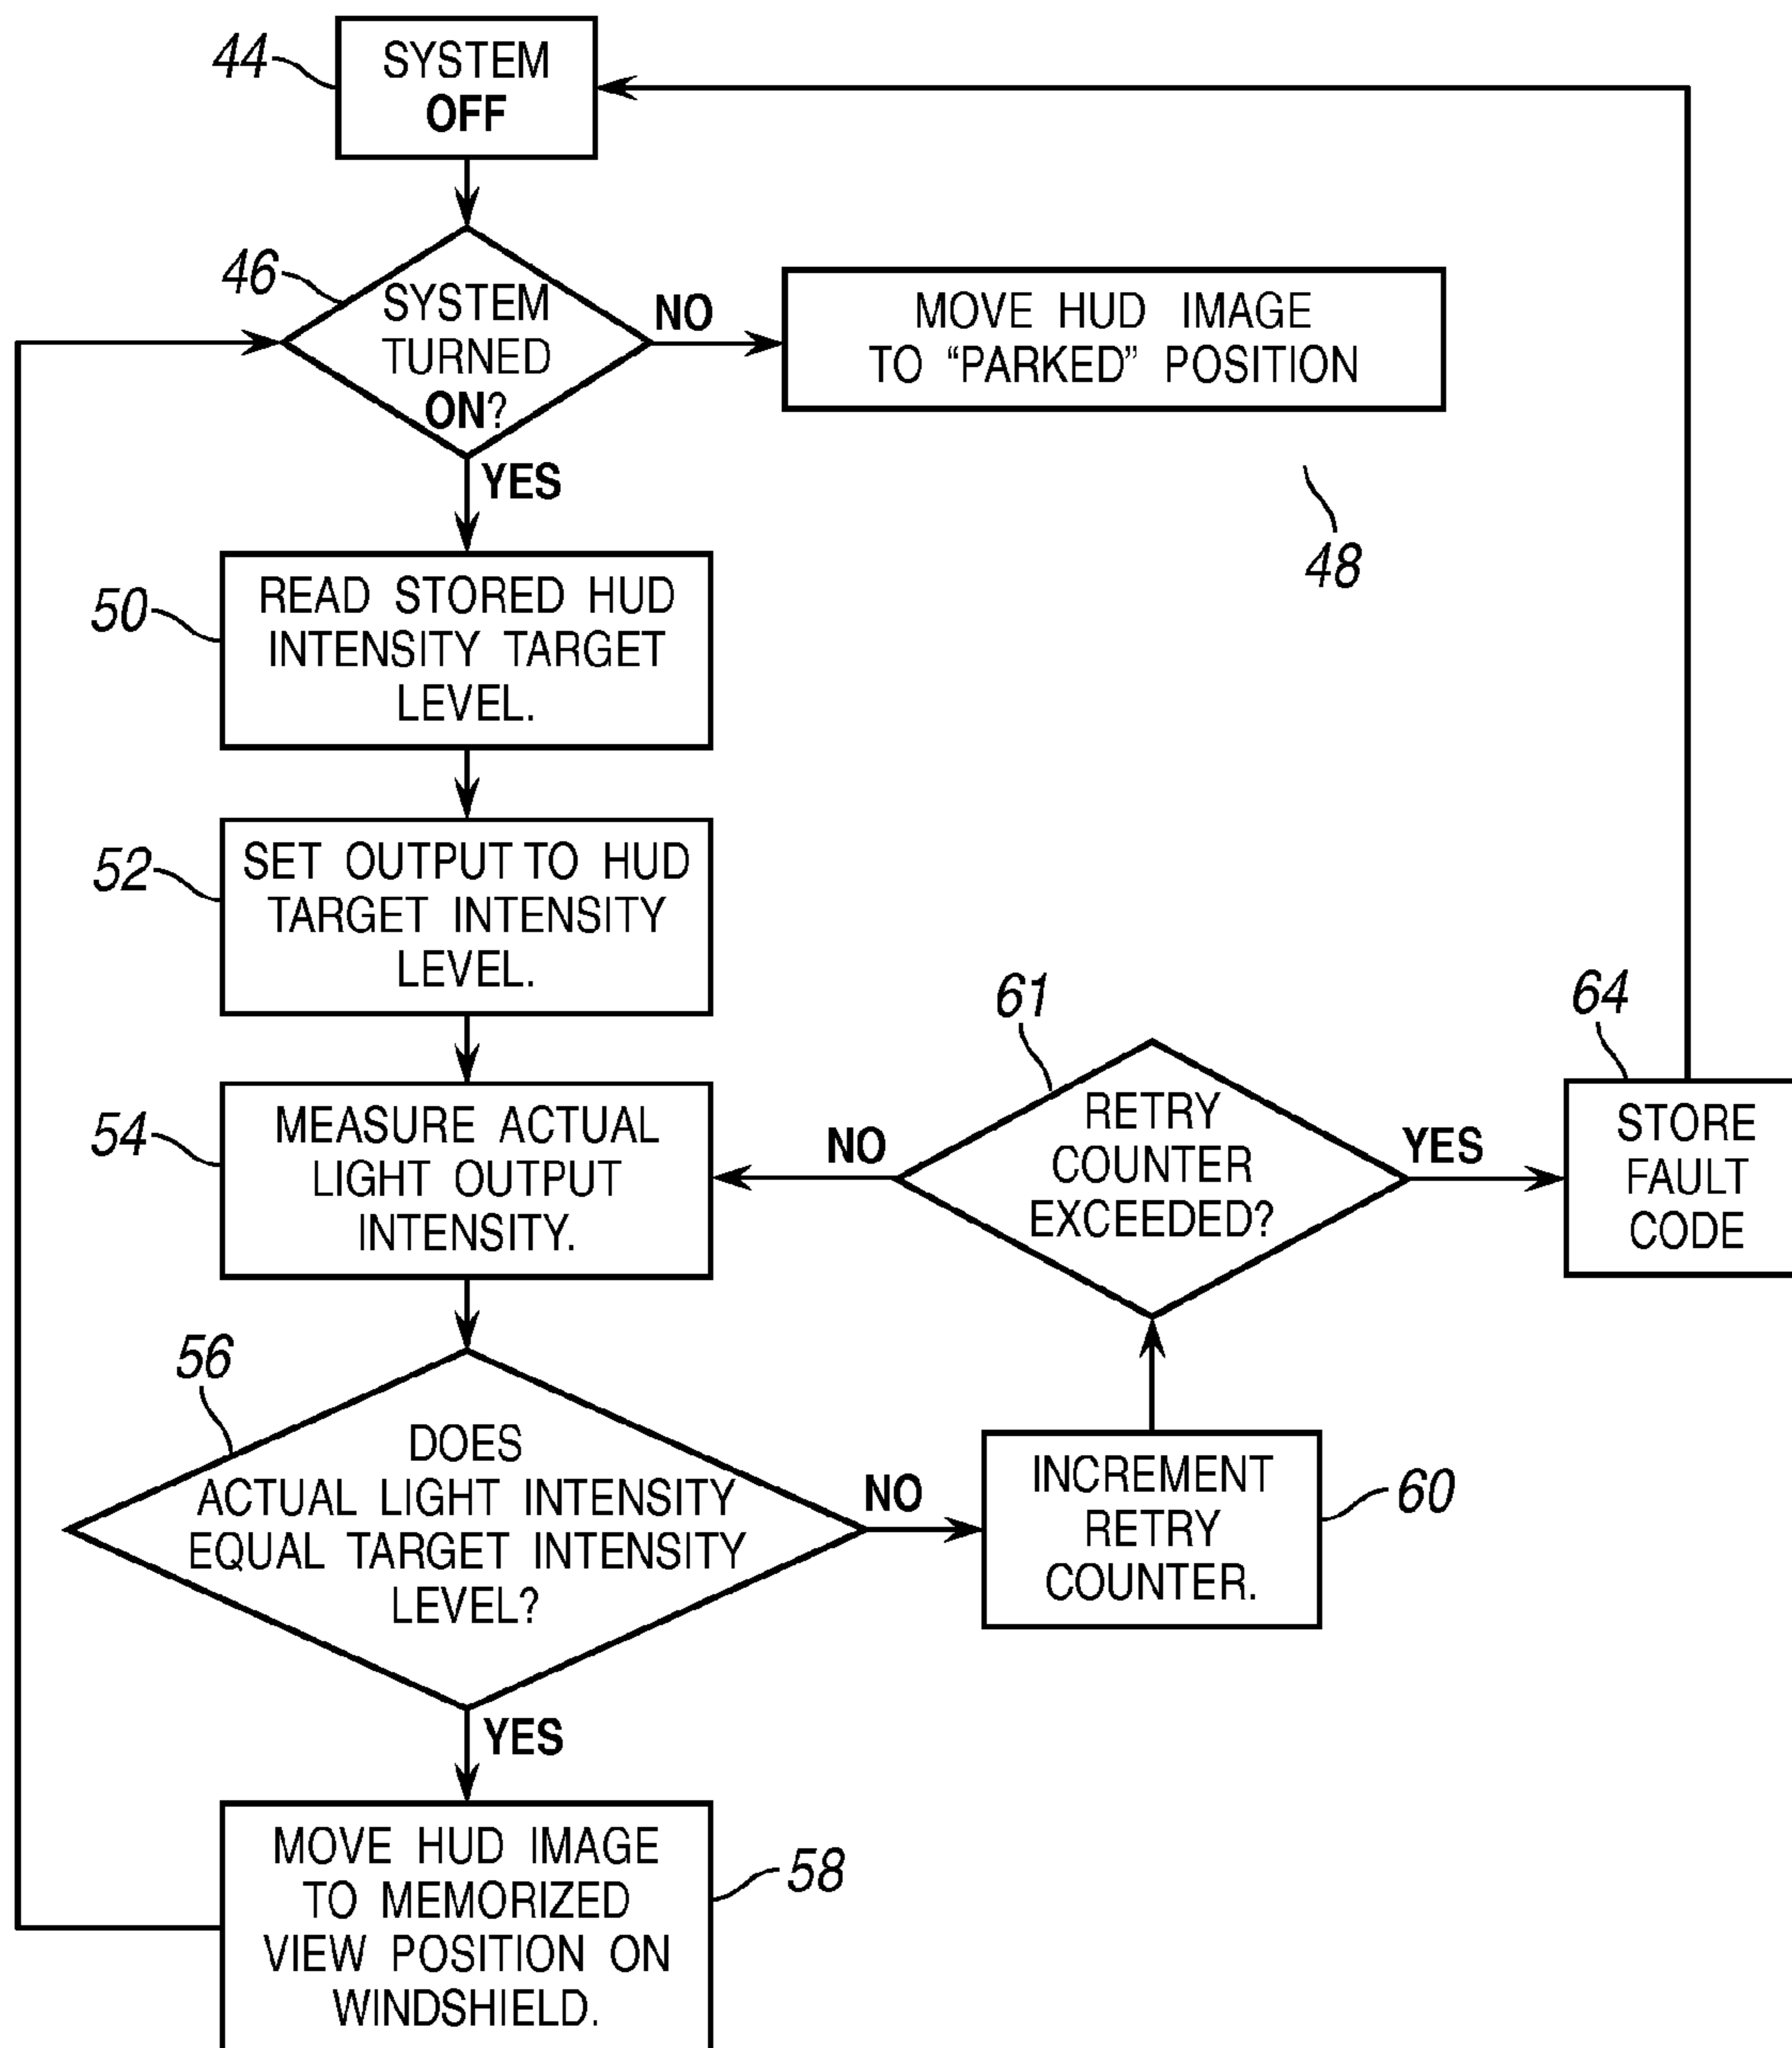 44
SYSTEM
OFF
46
SYSTEM
TURNED
ON?
NO
MOVE HUD IMAGE
TO “PARKED” POSITION
48
YES
50
READ STORED HUD
INTENSITY TARGET
LEVEL.
52
SET OUTPUT TO HUD
TARGET INTENSITY
LEVEL.
54
MEASURE ACTUAL
LIGHT OUTPUT
INTENSITY.
NO
61
RETRY
COUNTER
EXCEEDED?
YES
64
STORE
FAULT
CODE
56
DOES
ACTUAL LIGHT INTENSITY
EQUAL TARGET INTENSITY
LEVEL?
NO
INCREMENT
RETRY
COUNTER.
60
YES
MOVE HUD IMAGE
TO MEMORIZED
VIEW POSITION ON
WINDSHIELD.
58